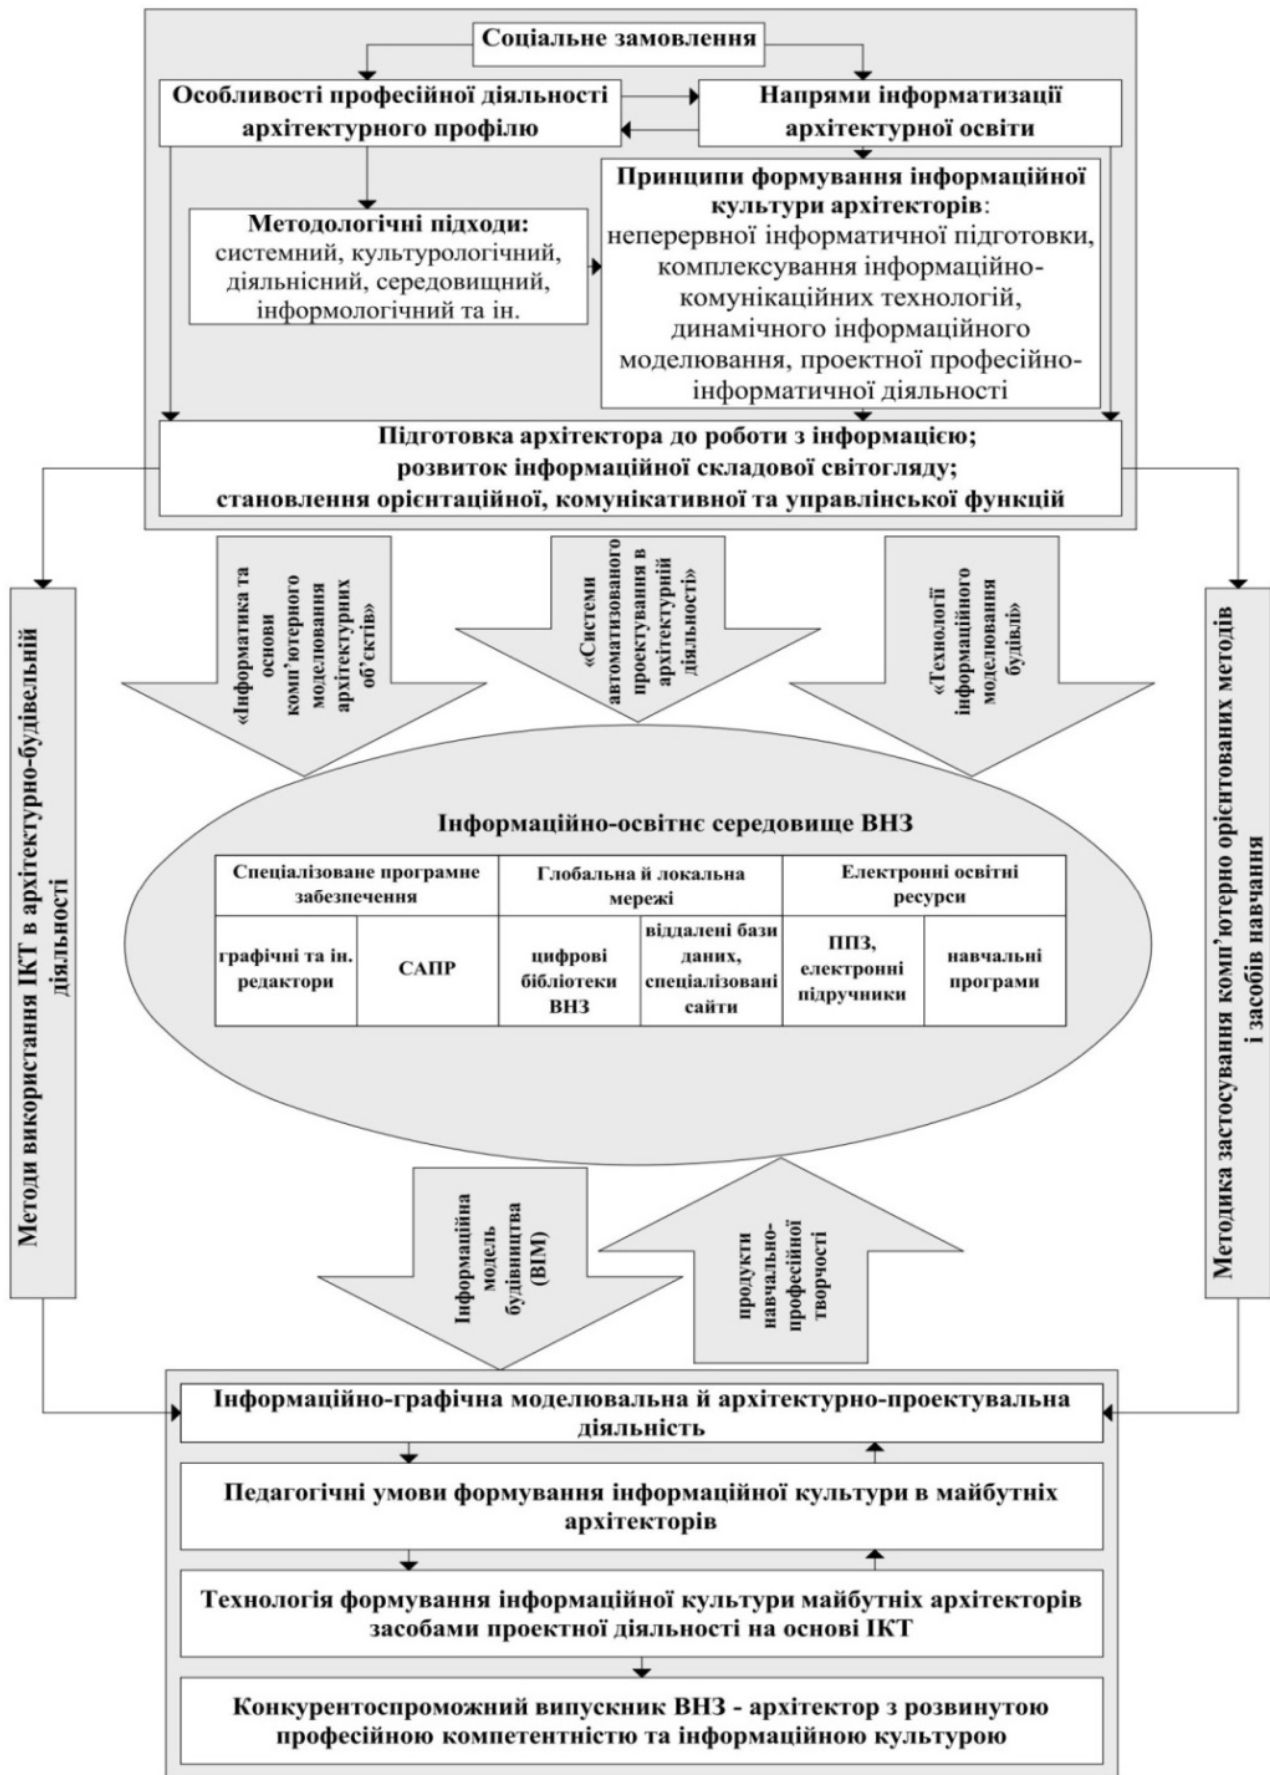 Соціальне замовлення
Особливості професійної діяльності
архітектурного профілю
Напрями інформатизації
архітектурної освіти
Методологічні підходи:
системний, культурологічний,
діяльнісний, середовищний,
інформологічний та ін.
Принципи формування інформаційної
культури архітекторів:
неперервної інформатичної підготовки,
комплексування інформаційно-
комунікаційних технологій,
динамічного інформаційного
моделювання, проектної професійно-
інформатичної діяльності
Підготовка архітектора до роботи з інформацією;
розвиток інформаційної складової світогляду;
становлення орієнтаційної, комунікативної та управлінської функцій
Методи використання ІКТ в архітектурно-будівельній
діяльності
«Інформатика та
основи
комп’ютерного
моделювання
архітектурних
об’єктів»
«Системи
автоматизованого
проектування в
архітектурній
діяльності»
«Технології
інформаційного
моделювання
будівлі»
Методика застосування комп’ютерно орієнтованих методів
і засобів навчання
Інформаційно-освітнє середовище ВНЗ
Спеціалізоване програмне
забезпечення
Глобальна й локальна
мережі
Електронні освітні
ресурси
графічні та ін.
редактори
САПР
цифрові
бібліотеки
ВНЗ
віддалені бази
даних,
спеціалізовані
сайти
ППЗ,
електронні
підручники
навчальні
програми
Інформаційна
модель
будівництва
(BIM)
продукти
навчально-
професійної
творчості
Інформаційно-графічна моделювальна й архітектурно-проектувальна
діяльність
Педагогічні умови формування інформаційної культури в майбутніх
архітекторів
Технологія формування інформаційної культури майбутніх архітекторів
засобами проектної діяльності на основі ІКТ
Конкурентоспроможний випускник ВНЗ - архітектор з розвинутою
професійною компетентністю та інформаційною культурою